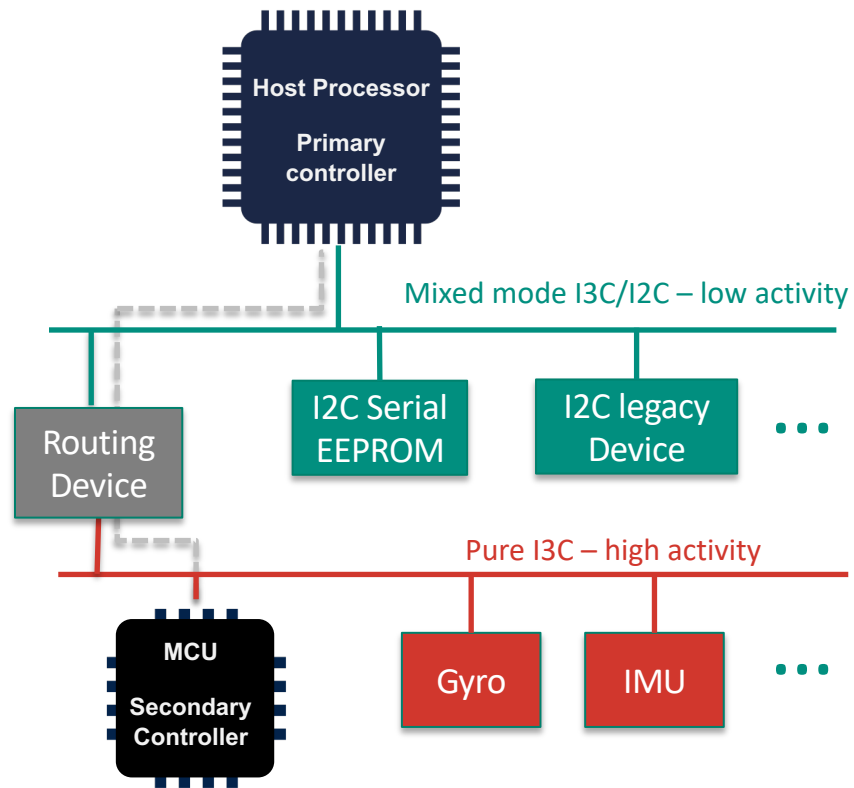 Host Processor
Primary
controller
Mixed mode I3C/I2C – low activity
I2C Serial
EEPROM
I2C legacy
Device
...
Routing
Device
Pure I3C – high activity
MCU
Secondary
Controller
Gyro
IMU
...